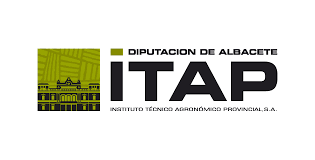 DIPUTACION DE ALBACETE
iTAP
INSTITUTO TÉCNICO AGRONÓMICO PROVINCIAL,S.A.